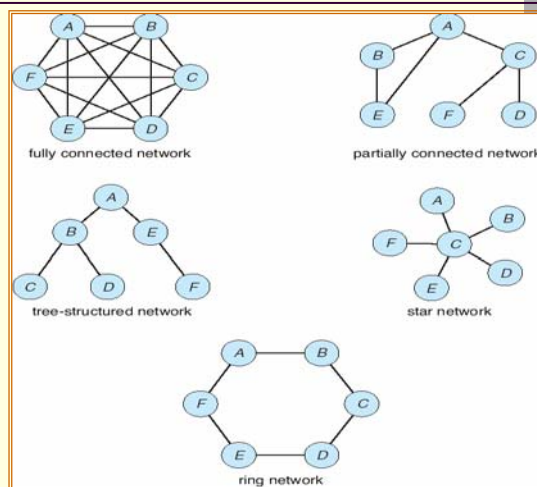 A B
F C
E D
fully connected network
A
B C
E F D
partially connected network
A
B E
C D F
tree-structured network
A
B
F C
D
E
star network
A B
F C
E D
ring network